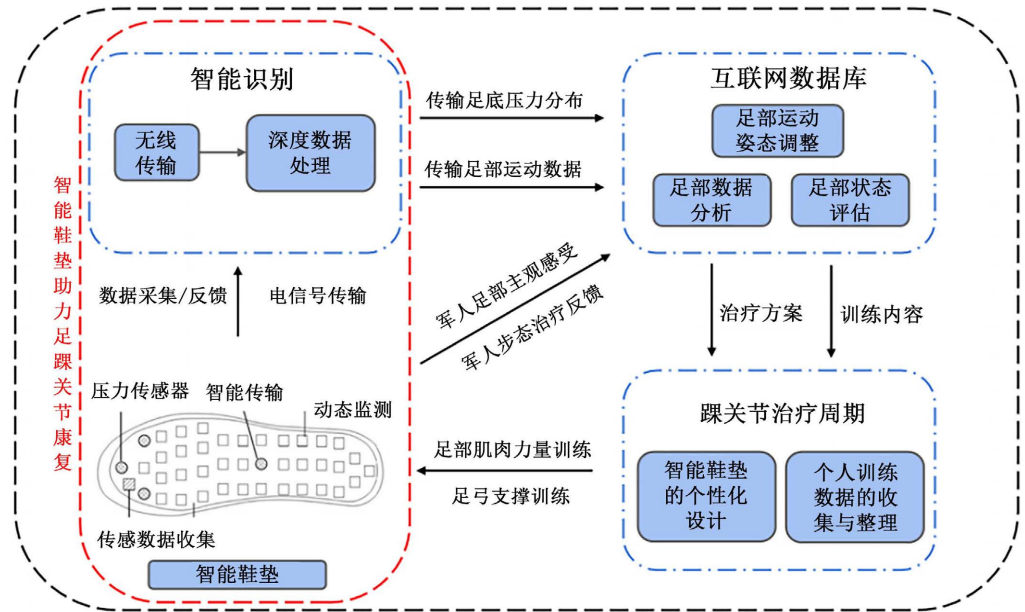 智能识别
无线
传输
深度数据
处理
传输足底压力分布
传输足部运动数据
互联网数据库
足部运动
姿态调整
足部数据
分析
足部状态
评估
智能鞋垫助力足踝关节康复
数据采集/反馈
电信号传输
军人足部主观感受
军人步态治疗反馈
治疗方案
训练内容
压力传感器
智能传输
动态监测
传感数据收集
智能鞋垫
足部肌肉力量训练
足弓支撑训练
踝关节治疗周期
智能鞋垫
的个性化
设计
个人训练
数据的收
集与整理